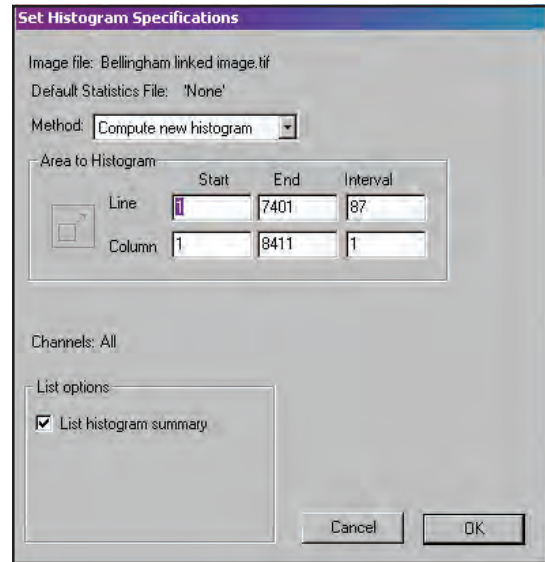 Set Histogram Specifications
Image file: Bellingham linked image.tif
Default Statistics File: 'None'
Method: Compute new histogram
Area to Histogram
Start End Interval
Line 1 7401 87
Column 1 8411 1
Channels: All
List options
List histogram summary
Cancel OK